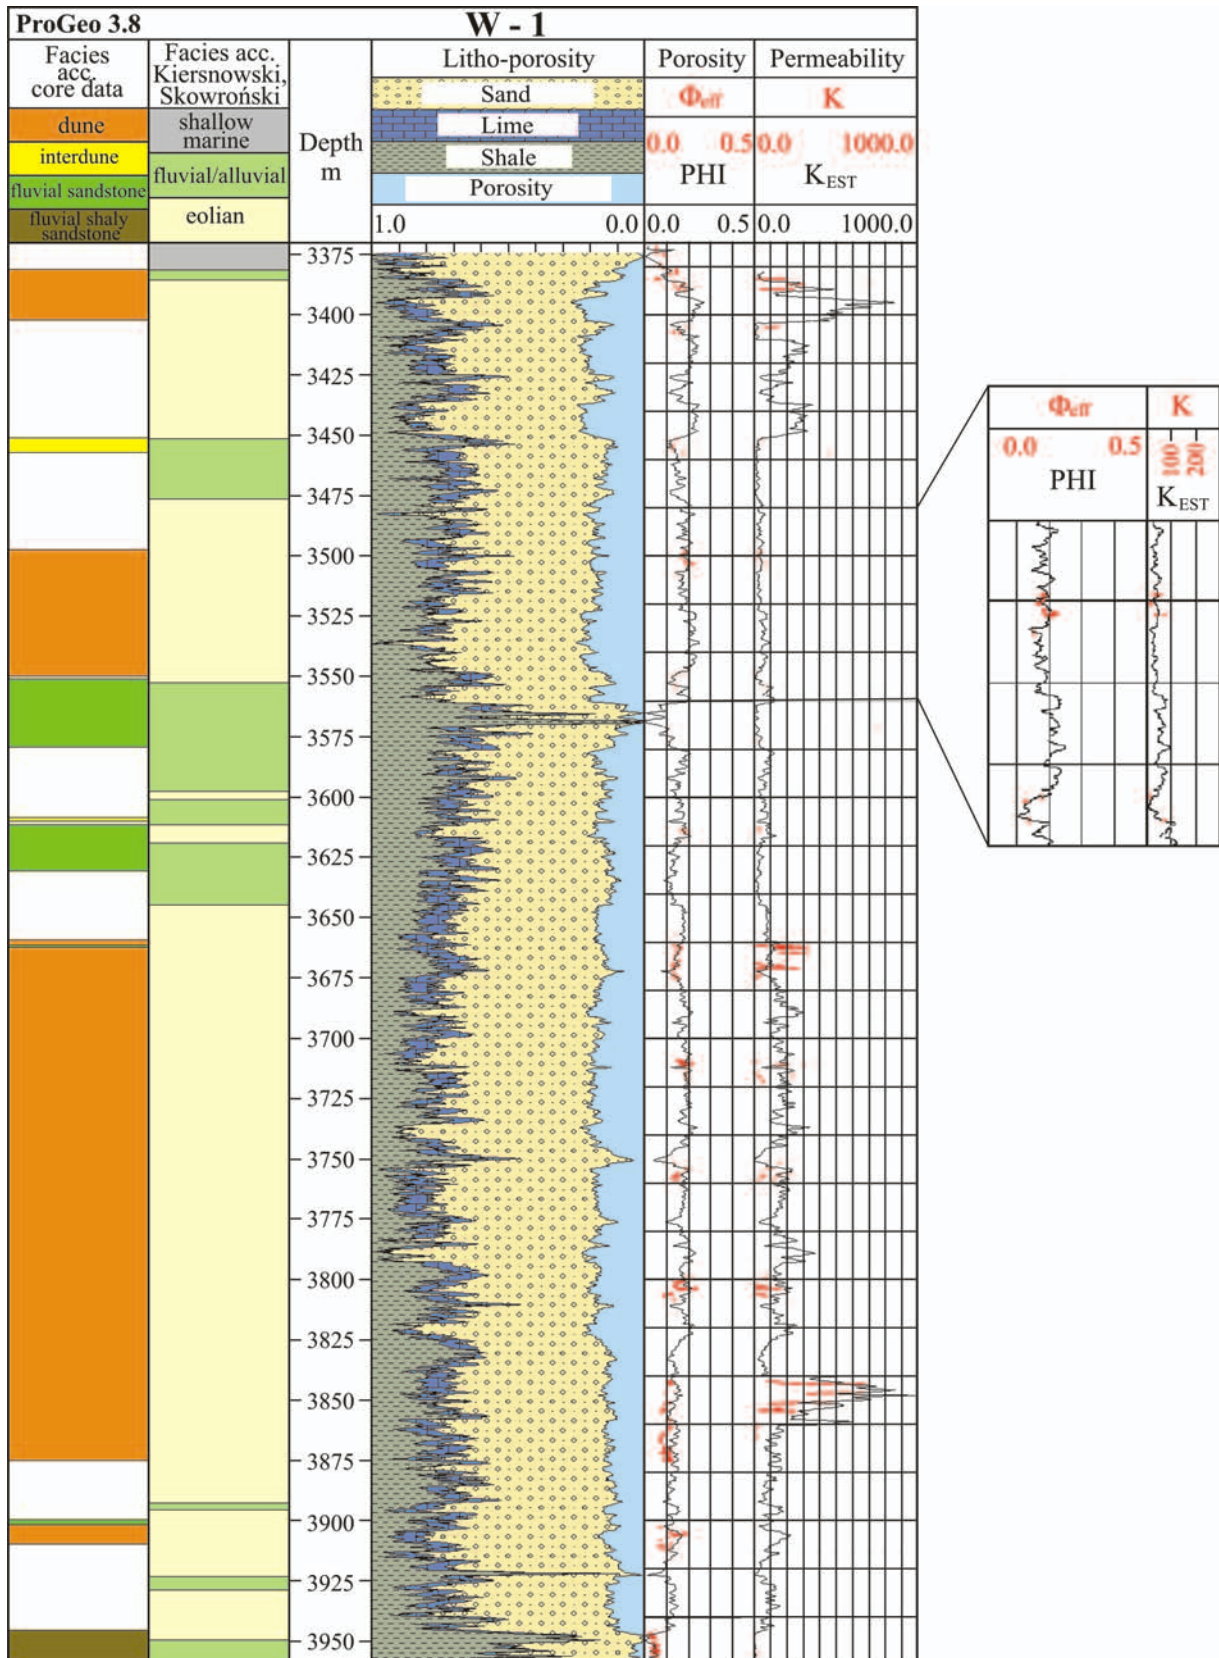 ProGeo 3.8
W - 1
Facies
acc.
core data
Facies acc.
Kiersnowski,
Skowroński
dune
interdune
fluvial sandstone
fluvial shaly
sandstone
shallow
marine
fluvial/alluvial
eolian
Depth
m
Litho-porosity
Sand
Lime
Shale
Porosity
1.0 0.0
Porosity
Φeff
0.0 0.5
PHI
0.0 0.5
Permeability
K
0.0 1000.0
KEST
0.0 1000.0
3375
3400
3425
3450
3475
3500
3525
3550
3575
3600
3625
3650
3675
3700
3725
3750
3775
3800
3825
3850
3875
3900
3925
3950
Φeff
K
0.0 0.5
100
200
PHI
KEST